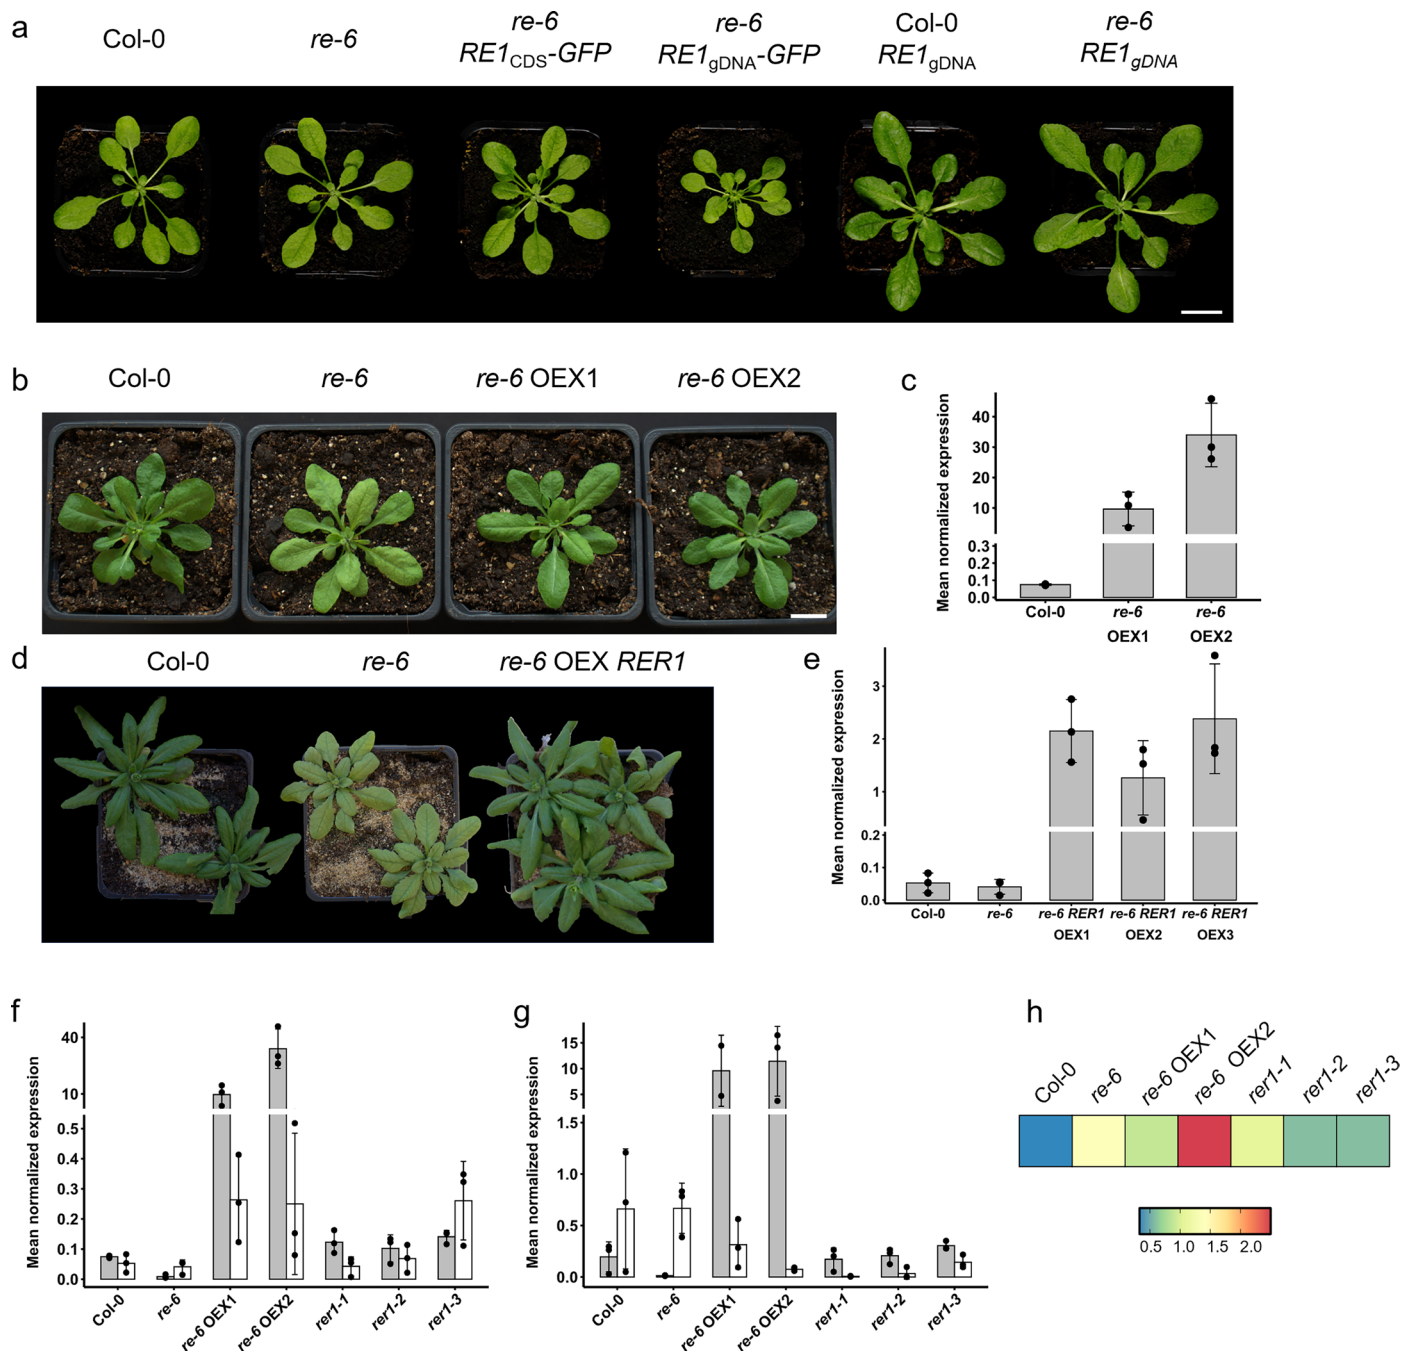 a
Col-0
re-6
re-6
RE1CDS-GFP
re-6
RE1gDNA-GFP
Col-0
RE1gDNA
re-6
RE1gDNA
b
Col-0
re-6
re-6 OEX1
re-6 OEX2
c
Mean normalized expression
40
30
20
10
0.3
0.2
0.1
0.0
Col-0
re-6
OEX1
re-6
OEX2
d
Col-0
re-6
re-6 OEX RER1
e
Mean normalized expression
3
2
1
0.2
0.1
0.0
Col-0
re-6
re-6 RER1
OEX1
re-6 RER1
OEX2
re-6 RER1
OEX3
f
Mean normalized expression
40
10
0.5
0.4
0.3
0.2
0.1
0.0
Col-0
re-6
re-6 OEX1
re-6 OEX2
rer1-1
rer1-2
rer1-3
g
Mean normalized expression
15
10
5
1.5
1.0
0.5
0.0
Col-0
re-6
re-6 OEX1
re-6 OEX2
rer1-1
rer1-2
rer1-3
h
Col-0
re-6
re-6 OEX1
re-6 OEX2
rer1-1
rer1-2
rer1-3
0.5 1.0 1.5 2.0